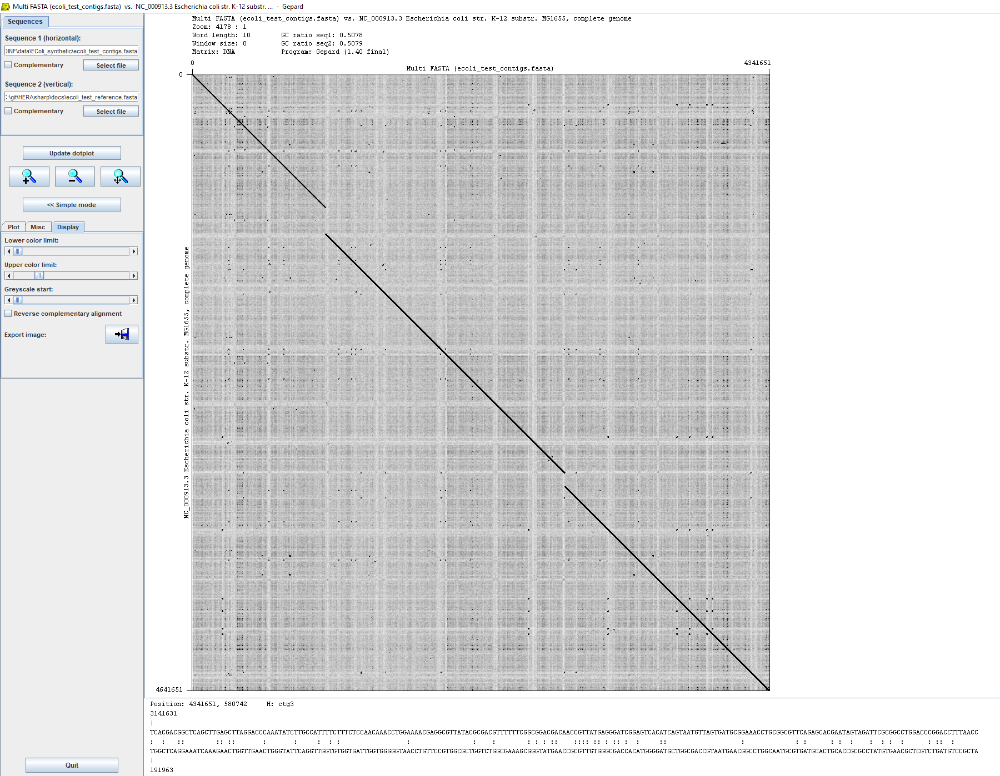 Multi FASTA (ecoli_test_contigs.fasta)  vs.  NC_000913.3 Escherichia coli str. K-12 substr. ...  -  Gepard
Sequences
Sequence 1 (horizontal):
)INF\data\EColi_synthetic\ecoli_test_contigs.fasta
Complementary
Select file
Sequence 2 (vertical):
:\git\HERAsharp\docs\ecoli_test_reference.fasta
Complementary
Select file
Update dotplot
<< Simple mode
Plot Misc Display
Lower color limit:
Upper color limit:
Greyscale start:
Reverse complementary alignment
Export image:
Quit
Multi FASTA (ecoli_test_contigs.fasta) vs. NC_000913.3 Escherichia coli str. K-12 substr. MG1655, complete genome
Zoom: 4178 : 1
Word length: 10 GC ratio seq1: 0.5078
Window size: 0 GC ratio seq2: 0.5079
Matrix: DNA Program: Gepard (1.40 final)
0 4341651
Multi FASTA (ecoli_test_contigs.fasta)
0
NC_000913.3 Escherichia coli str. K-12 substr. MG1655, complete genome
4641651
Position: 4341651, 580742 H: ctg3
3141631
|
|
191963